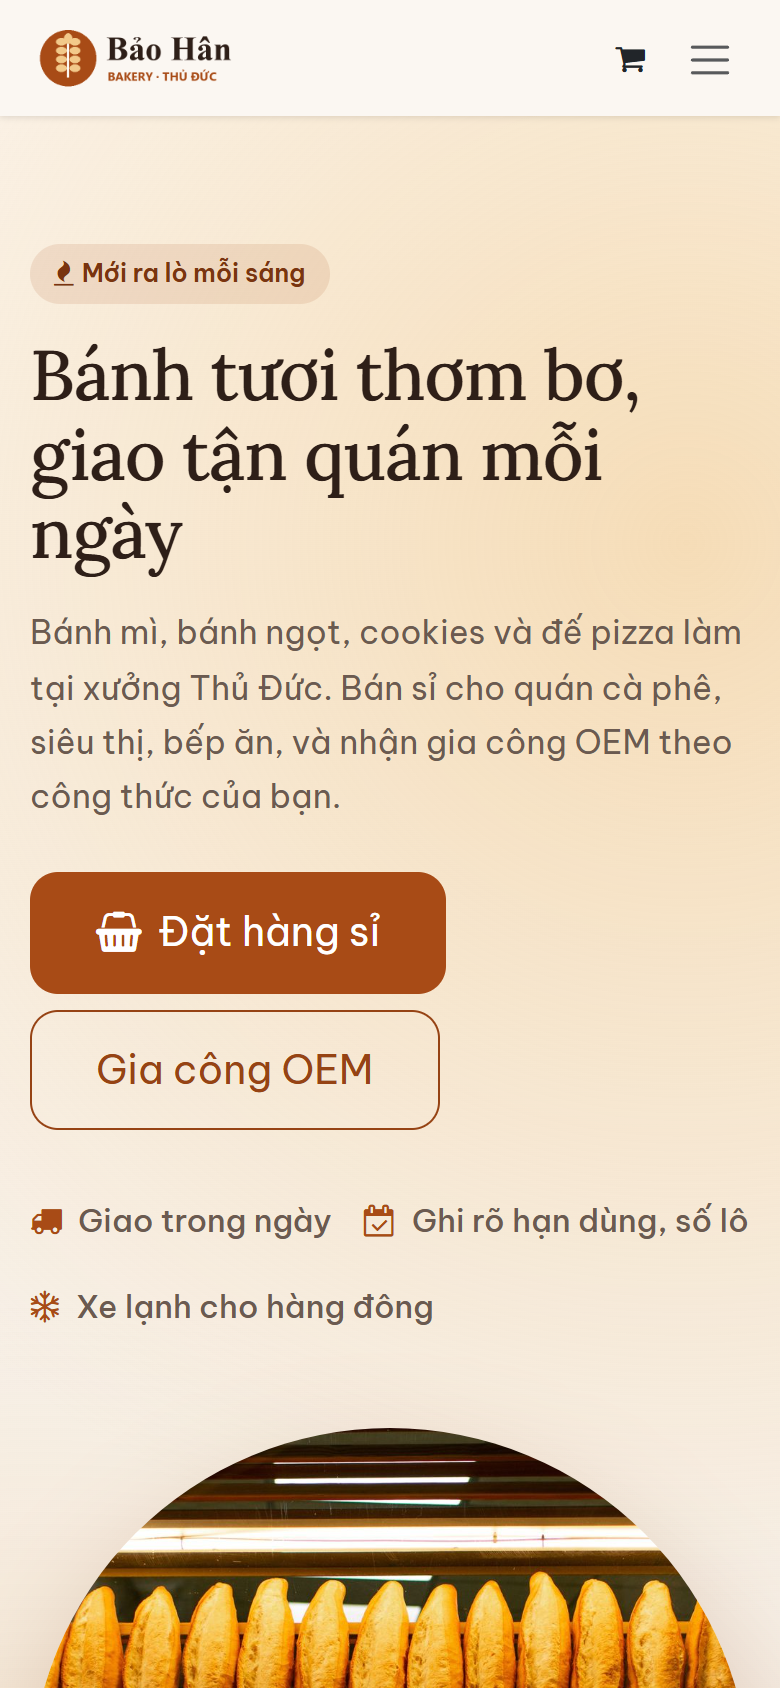 Bảo Hân
BAKERY · THỦ ĐỨC
Mới ra lò mỗi sáng
Bánh tươi thơm bơ,
giao tận quán mỗi
ngày
Bánh mì, bánh ngọt, cookies và đế pizza làm
tại xưởng Thủ Đức. Bán sỉ cho quán cà phê,
siêu thị, bếp ăn, và nhận gia công OEM theo
công thức của bạn.
Đặt hàng sỉ
Gia công OEM
Giao trong ngày
Ghi rõ hạn dùng, số lô
Xe lạnh cho hàng đông